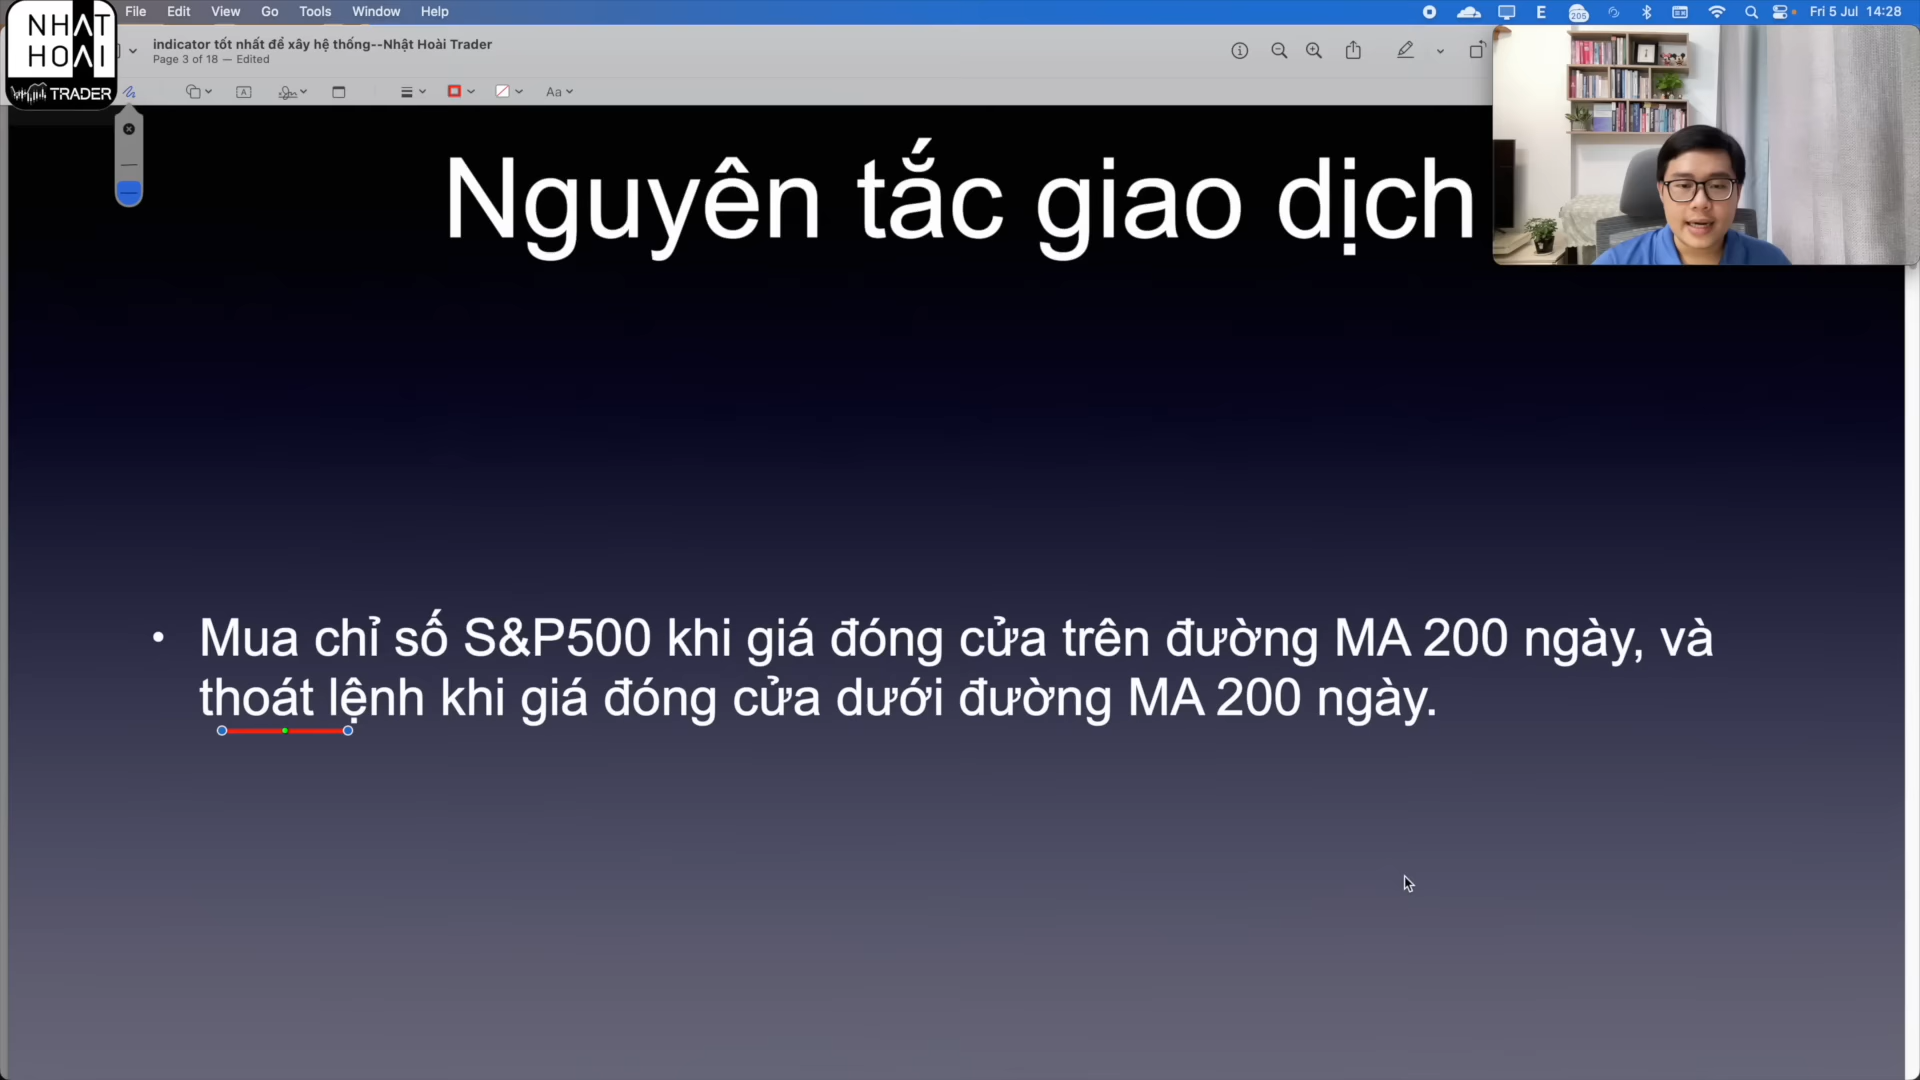 NHẬT
HOÀI
TRADER
File Edit View Go Tools Window Help
E
205
Fri 5 Jul 14:28
indicator tốt nhất để xây hệ thống--Nhật Hoài Trader
Page 3 of 18 — Edited
A
Aa
Nguyên tắc giao dịch
• Mua chỉ số S&P500 khi giá đóng cửa trên đường MA 200 ngày, và
thoát lệnh khi giá đóng cửa dưới đường MA 200 ngày.